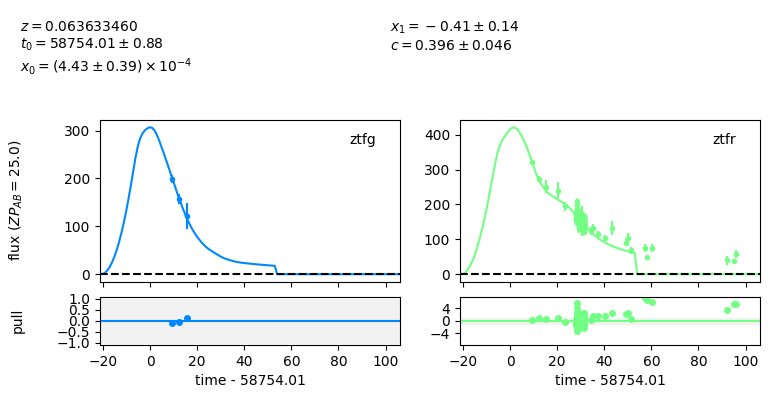 z = 0.063633460
t₀ = 58754.01 ± 0.88
x₀ = (4.43 ± 0.39) × 10⁻⁴
x₁ = −0.41 ± 0.14
c = 0.396 ± 0.046
flux (ZP_AB = 25.0)
300
200
100
0
ztfg
400
300
200
100
0
ztfr
pull
1.0
0.5
0.0
−0.5
−1.0
−20 0 20 40 60 80 100
time - 58754.01
4
0
−4
−20 0 20 40 60 80 100
time - 58754.01